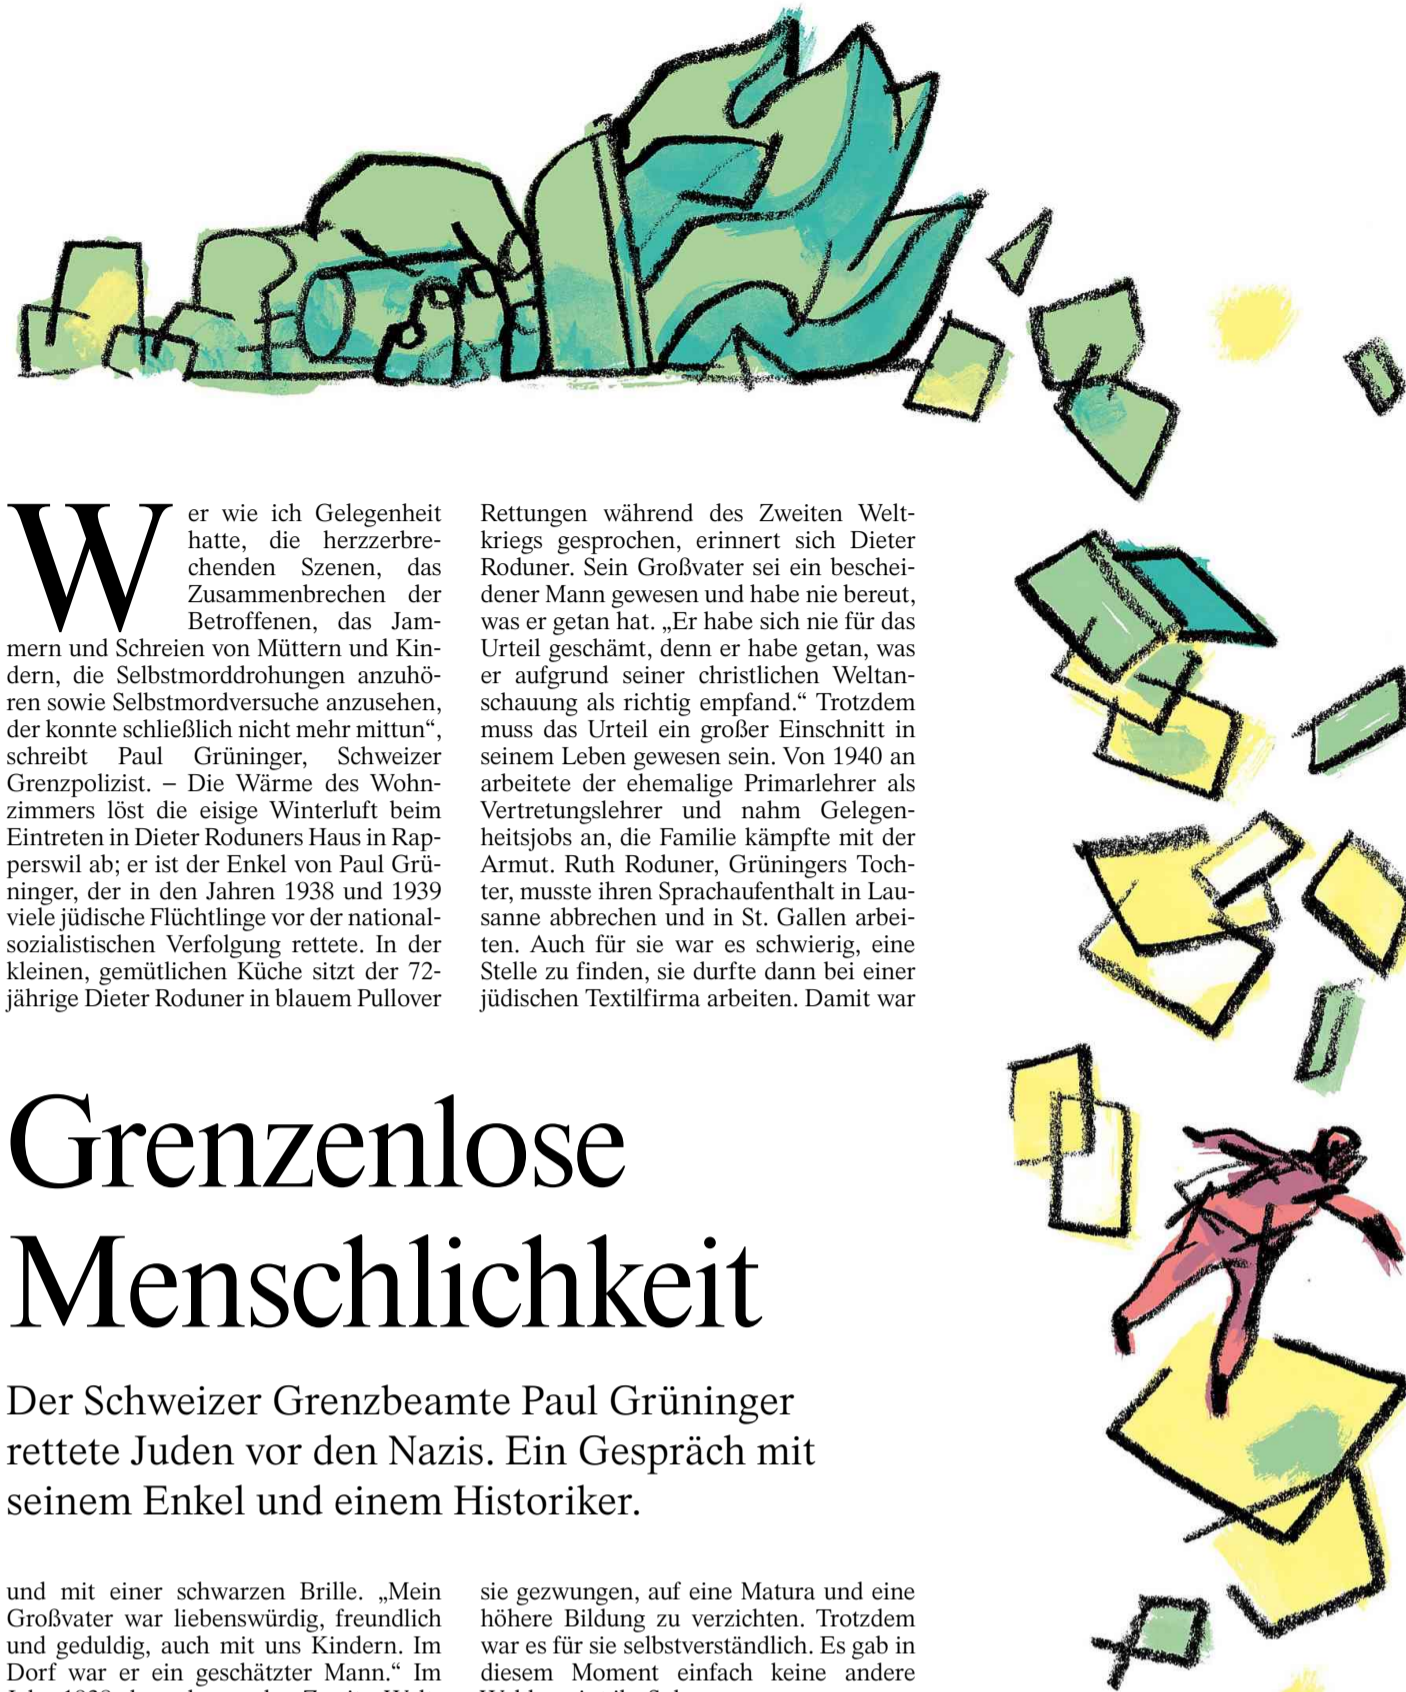 Wer wie ich Gelegenheit
hatte, die herzzerbre-
chenden Szenen, das
Zusammenbrechen der
Betroffenen, das Jam-
mern und Schreien von Müttern und Kin-
dern, die Selbstmorddrohungen anzuhö-
ren sowie Selbstmordversuche anzusehen,
der konnte schließlich nicht mehr mittun“,
schreibt Paul Grüninger, Schweizer
Grenzpolizist. – Die Wärme des Wohn-
zimmers löst die eisige Winterluft beim
Eintreten in Dieter Roduners Haus in Rap-
perswil ab; er ist der Enkel von Paul Grü-
ninger, der in den Jahren 1938 und 1939
viele jüdische Flüchtlinge vor der national-
sozialistischen Verfolgung rettete. In der
kleinen, gemütlichen Küche sitzt der 72-
jährige Dieter Roduner in blauem Pullover
Rettungen während des Zweiten Welt-
kriegs gesprochen, erinnert sich Dieter
Roduner. Sein Großvater sei ein beschei-
dener Mann gewesen und habe nie bereut,
was er getan hat. „Er habe sich nie für das
Urteil geschämt, denn er habe getan, was
er aufgrund seiner christlichen Weltan-
schauung als richtig empfand.“ Trotzdem
muss das Urteil ein großer Einschnitt in
seinem Leben gewesen sein. Von 1940 an
arbeitete der ehemalige Primarlehrer als
Vertretungslehrer und nahm Gelegen-
heitsjobs an, die Familie kämpfte mit der
Armut. Ruth Roduner, Grüningers Toch-
ter, musste ihren Sprachaufenthalt in Lau-
sanne abbrechen und in St. Gallen arbei-
ten. Auch für sie war es schwierig, eine
Stelle zu finden, sie durfte dann bei einer
jüdischen Textilfirma arbeiten. Damit war
Grenzenlose
Menschlichkeit
Der Schweizer Grenzbeamte Paul Grüninger
rettete Juden vor den Nazis. Ein Gespräch mit
seinem Enkel und einem Historiker.
und mit einer schwarzen Brille. „Mein
Großvater war liebenswürdig, freundlich
und geduldig, auch mit uns Kindern. Im
Dorf war er ein geschätzter Mann.“ Im
sie gezwungen, auf eine Matura und eine
höhere Bildung zu verzichten. Trotzdem
war es für sie selbstverständlich. Es gab in
diesem Moment einfach keine andere